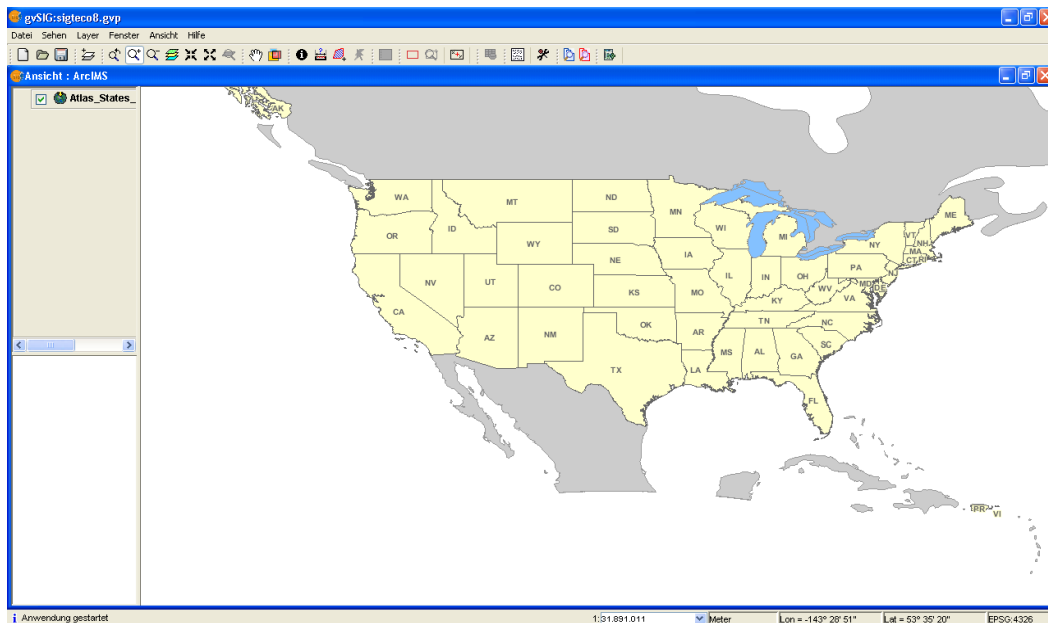 gvSIG:sigteco8.gvp
Datei Sehen Layer Fenster Ansicht Hilfe
Ansicht : ArcIMS
Atlas_States_
AK
WA
MT
ND
MN
ME
OR
ID
SD
WI
MI
NY
VT
NH
MA
CT
RI
WY
IA
NE
PA
NJ
NV
UT
CO
KS
MO
IL
IN
OH
WV
MD
DE
VA
KY
CA
AZ
NM
OK
AR
TN
NC
SC
TX
LA
MS
AL
GA
FL
PR
VI
Anwendung gestartet
1:31.891.011
Meter
Lon = -143° 28' 51"
Lat = 53° 35' 20"
EPSG:4326